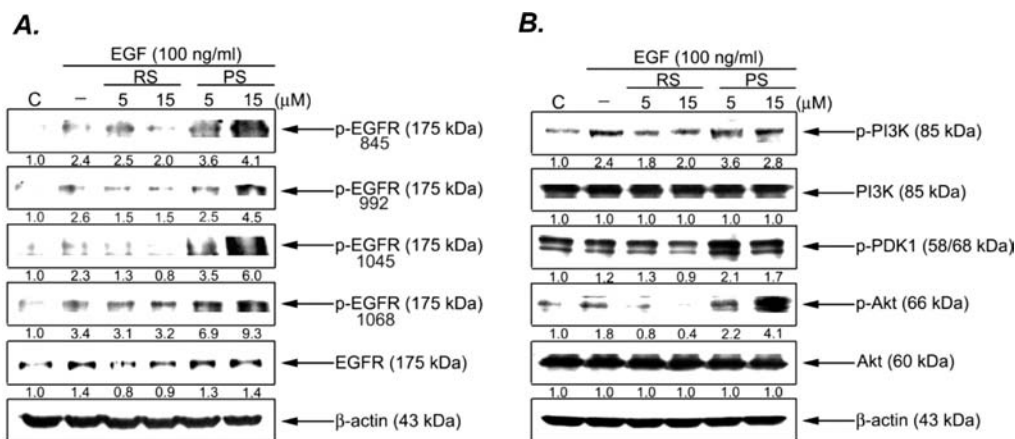 A.
EGF (100 ng/ml)
RS PS
C – 5 15 5 15 (μM)
p-EGFR (175 kDa)
845
1.0 2.4 2.5 2.0 3.6 4.1
p-EGFR (175 kDa)
992
1.0 2.6 1.5 1.5 2.5 4.5
p-EGFR (175 kDa)
1045
1.0 2.3 1.3 0.8 3.5 6.0
p-EGFR (175 kDa)
1068
1.0 3.4 3.1 3.2 6.9 9.3
EGFR (175 kDa)
1.0 1.4 0.8 0.9 1.3 1.4
β-actin (43 kDa)
B.
EGF (100 ng/ml)
RS PS
C – 5 15 5 15 (μM)
p-PI3K (85 kDa)
1.0 2.4 1.8 2.0 3.6 2.8
PI3K (85 kDa)
1.0 1.0 1.0 1.0 1.0 1.0
p-PDK1 (58/68 kDa)
1.0 1.2 1.3 0.9 2.1 1.7
p-Akt (66 kDa)
1.0 1.8 0.8 0.4 2.2 4.1
Akt (60 kDa)
1.0 1.0 1.0 1.0 1.0 1.0
β-actin (43 kDa)